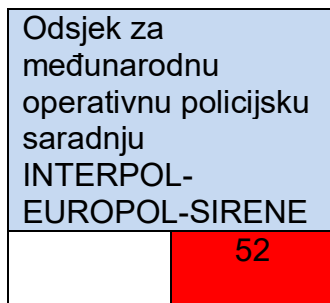 Odsjek za
međunarodnu
operativnu policijsku
saradnju
INTERPOL-
EUROPOL-SIRENE
52